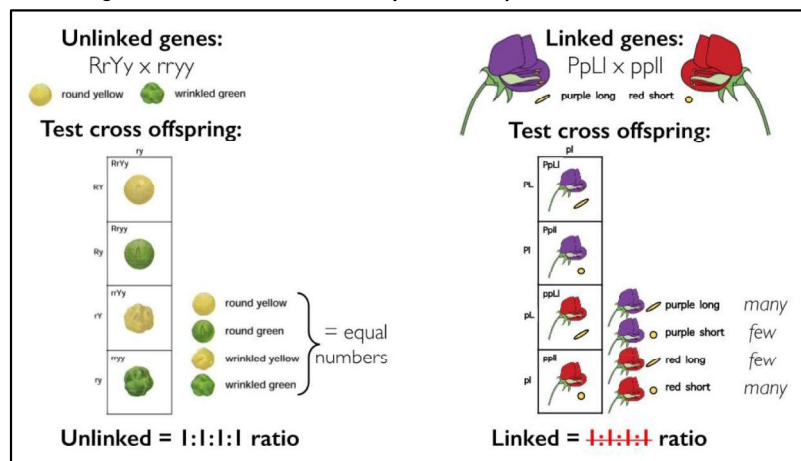 Unlinked genes:
RrYy x rryy
round yellow
wrinkled green
Test cross offspring:
ry
RY
RrYy
Ry
Rryy
rY
rrYy
ry
rryy
round yellow
round green
wrinkled yellow
wrinkled green
= equal
numbers
Unlinked = 1:1:1:1 ratio
Linked genes:
PpLl x ppll
purple long
red short
Test cross offspring:
pl
PL
PpLl
Pl
Ppll
pL
ppLl
pl
ppll
purple long many
purple short few
red long few
red short many
Linked = 1:1:1:1 ratio